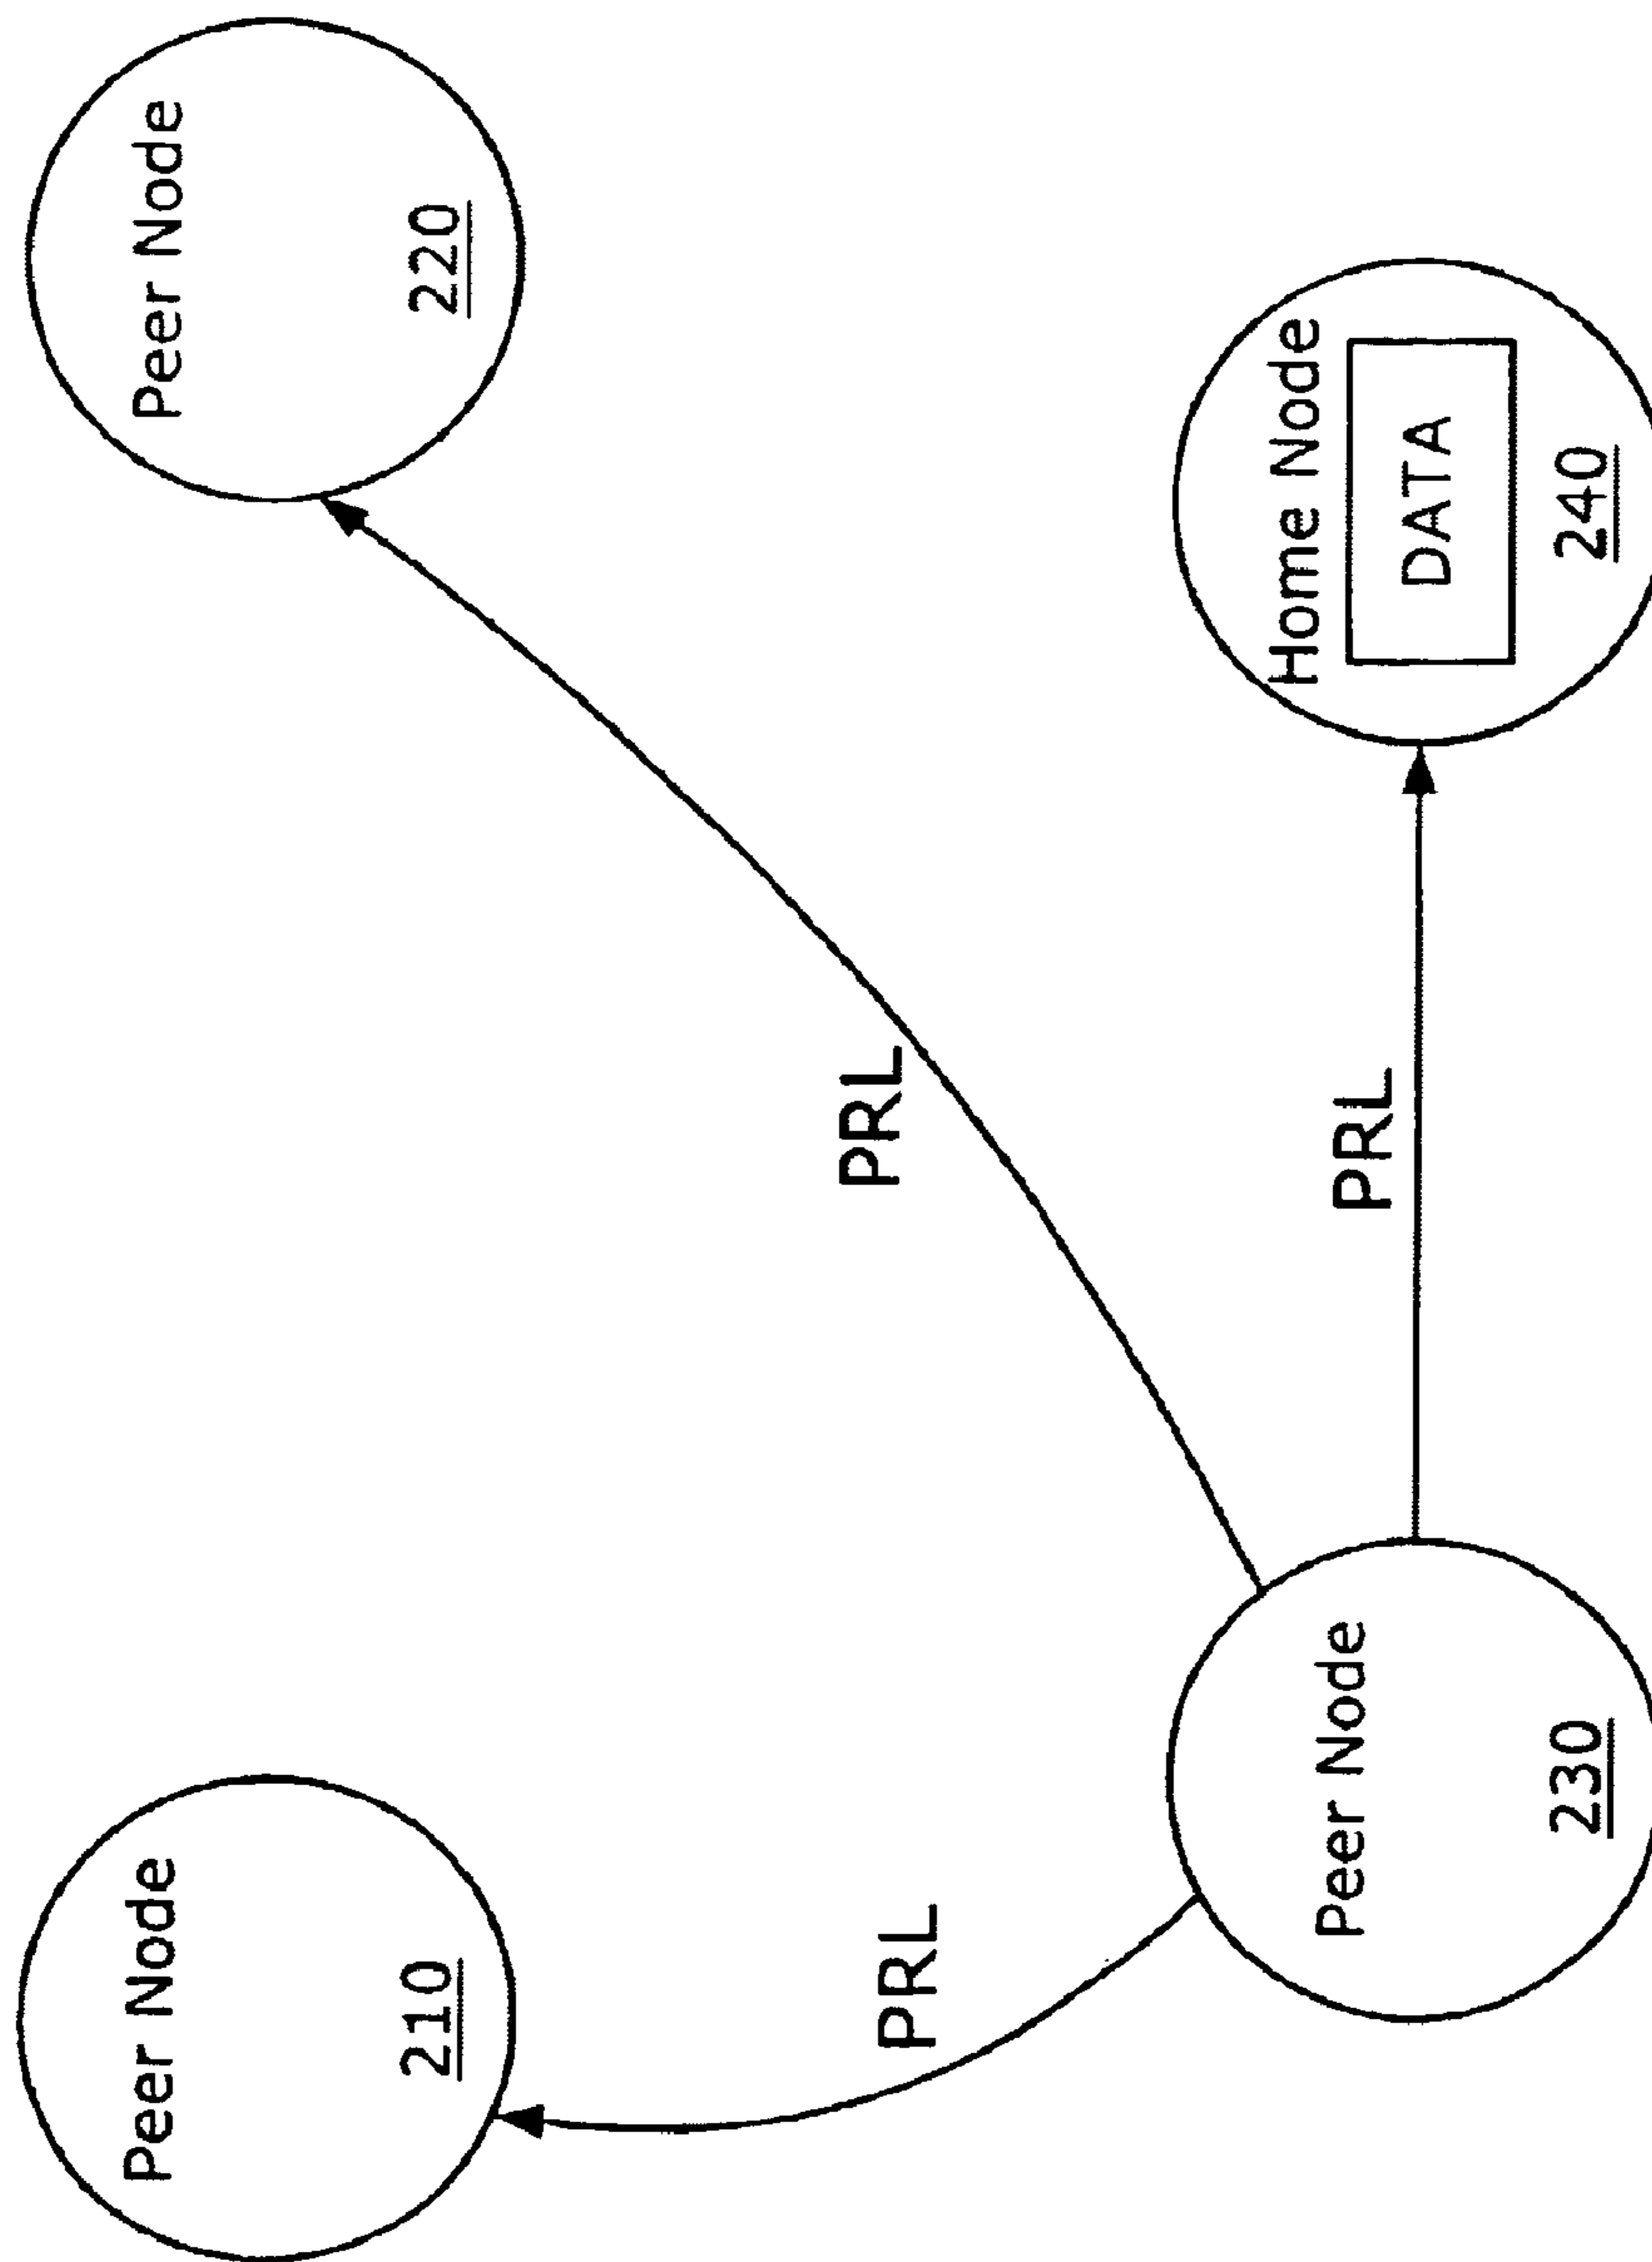 Peer Node
210
Peer Node
220
PRL
PRL
PRL
Peer Node
230
Home Node
DATA
240